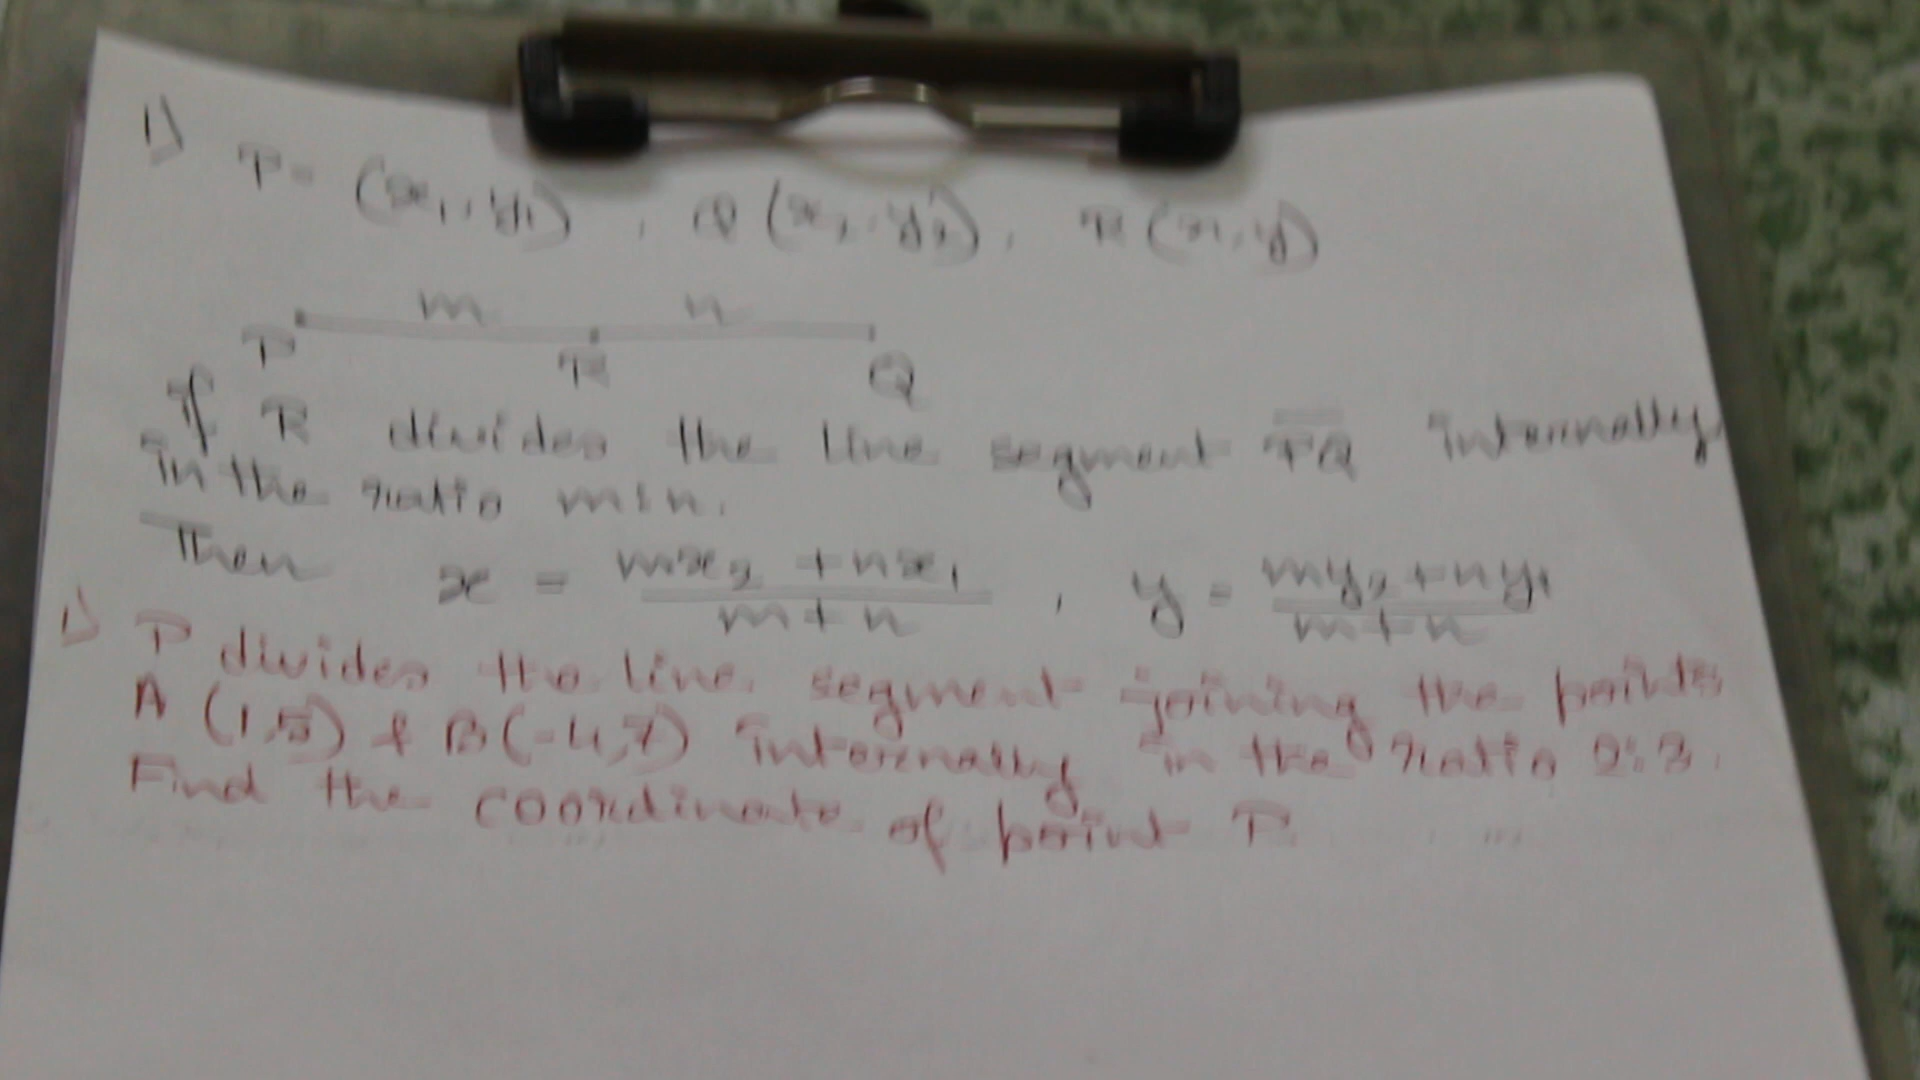 1)
P = (x₁, y₁), Q (x₂, y₂), R (x, y)
m n
P R Q
If R divides the line segment P̅Q̅ internally
in the ratio m:n.
Then x = (mx₂ + nx₁)/(m + n), y = (my₂ + ny₁)/(m + n)
1) P divides the line segment joining the points
A (1,5) & B (-4,7) internally in the ratio 2:3.
Find the coordinate of point P.